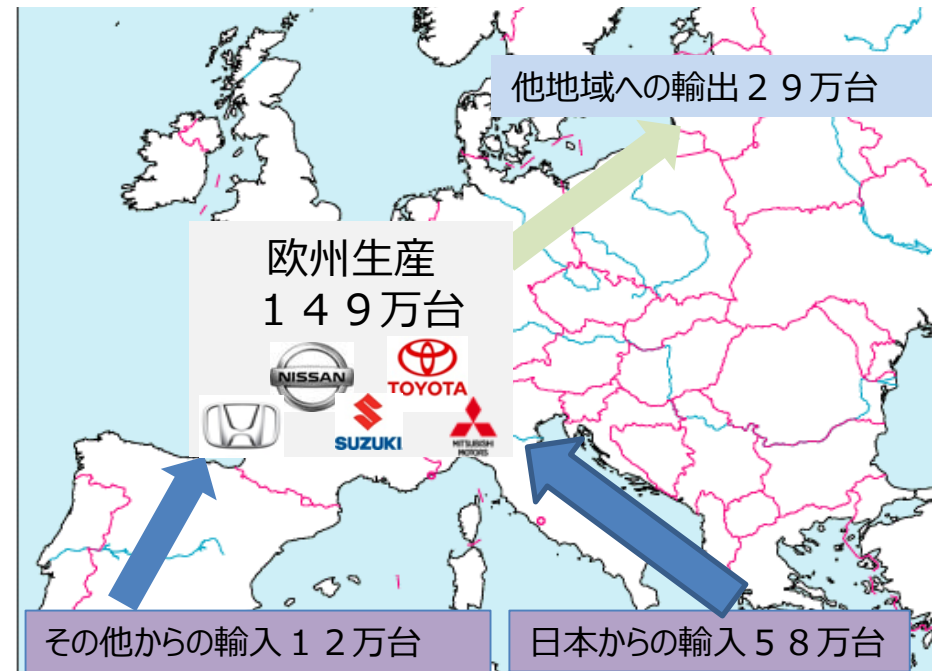 他地域への輸出２９万台
欧州生産
１４９万台
NISSAN
TOYOTA
SUZUKI
MITSUBISHI
MOTORS
その他からの輸入１２万台
日本からの輸入５８万台